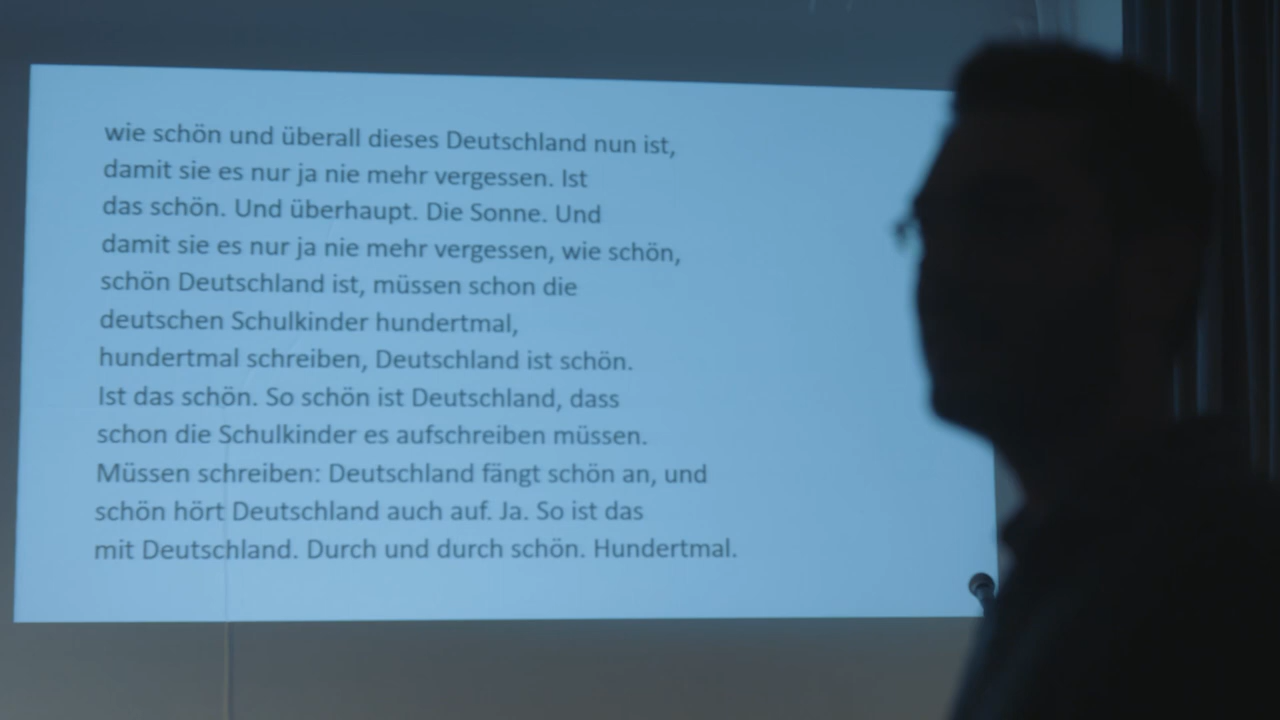 wie schön und überall dieses Deutschland nun ist,
damit sie es nur ja nie mehr vergessen. Ist
das schön. Und überhaupt. Die Sonne. Und
damit sie es nur ja nie mehr vergessen, wie schön,
schön Deutschland ist, müssen schon die
deutschen Schulkinder hundertmal,
hundertmal schreiben, Deutschland ist schön.
Ist das schön. So schön ist Deutschland, dass
schon die Schulkinder es aufschreiben müssen.
Müssen schreiben: Deutschland fängt schön an, und
schön hört Deutschland auch auf. Ja. So ist das
mit Deutschland. Durch und durch schön. Hundertmal.